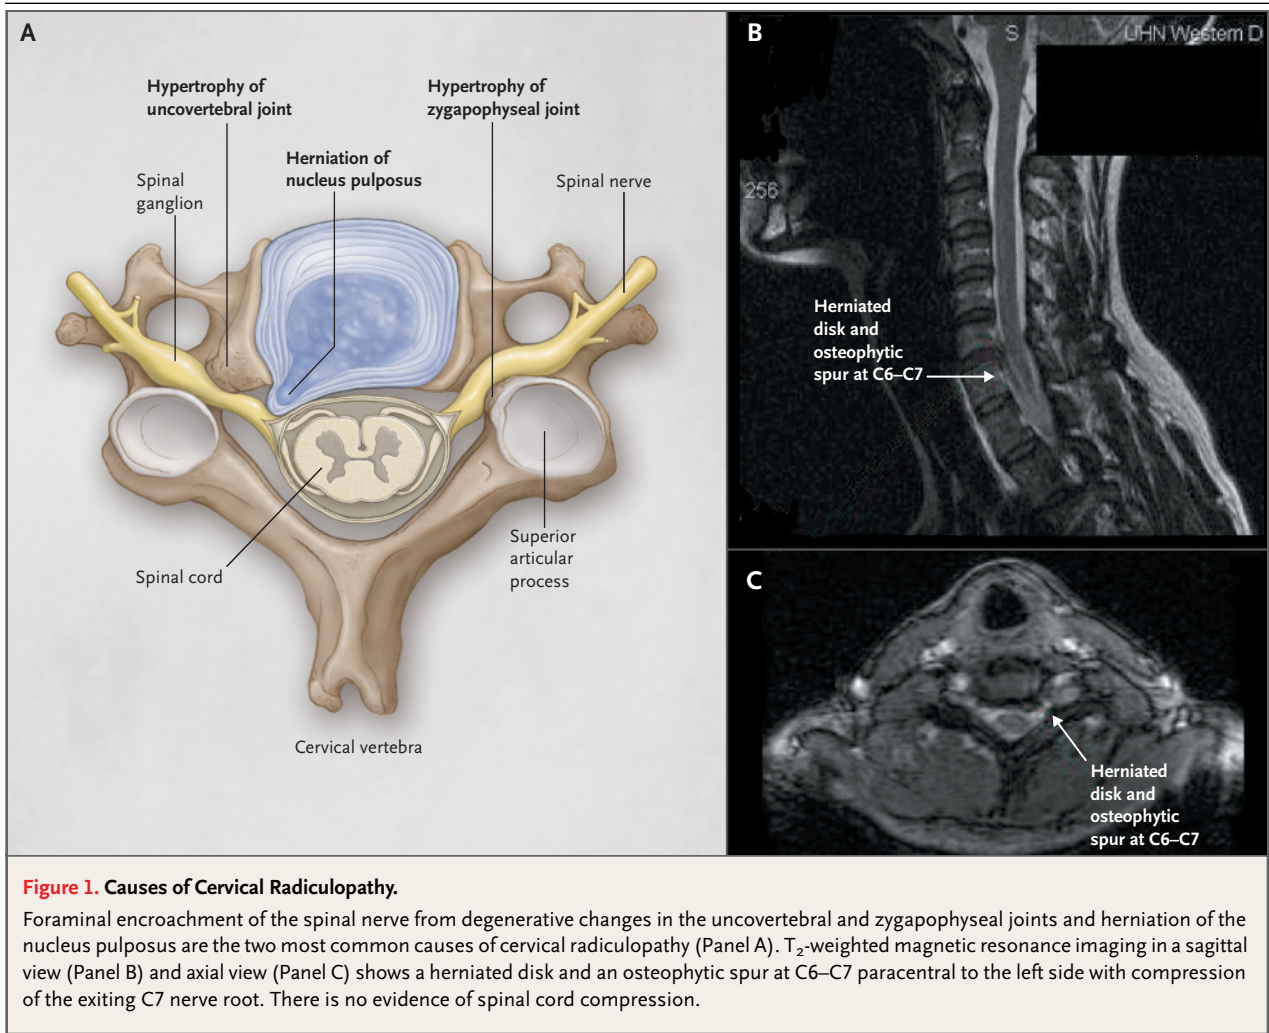 A
Hypertrophy of
uncovertebral joint
Hypertrophy of
zygapophyseal joint
Herniation of
nucleus pulposus
Spinal
ganglion
Spinal nerve
Spinal cord
Superior
articular
process
Cervical vertebra
B
S
UHN Western D
256
Herniated
disk and
osteophytic
spur at C6–C7
C
Herniated
disk and
osteophytic
spur at C6–C7
Figure 1. Causes of Cervical Radiculopathy.
Foraminal encroachment of the spinal nerve from degenerative changes in the uncovertebral and zygapophyseal joints and herniation of the
nucleus pulposus are the two most common causes of cervical radiculopathy (Panel A). T₂-weighted magnetic resonance imaging in a sagittal
view (Panel B) and axial view (Panel C) shows a herniated disk and an osteophytic spur at C6–C7 paracentral to the left side with compression
of the exiting C7 nerve root. There is no evidence of spinal cord compression.